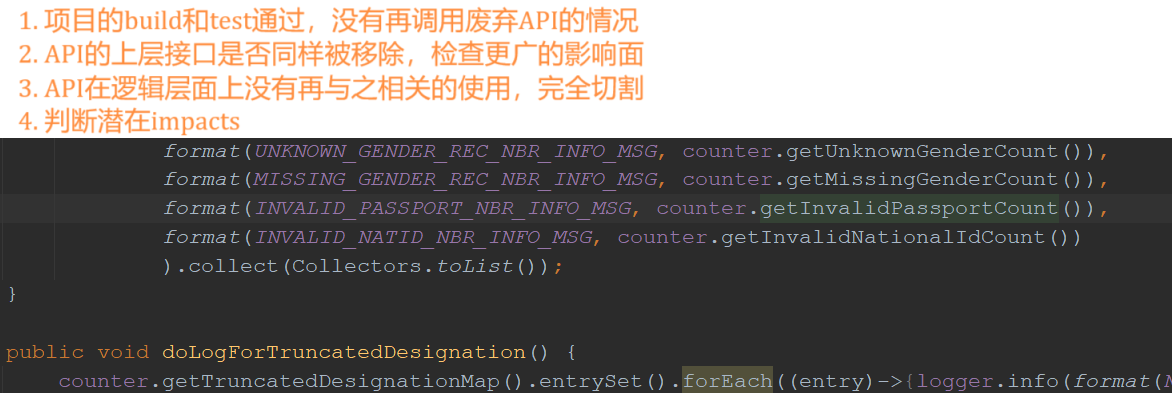 1. 项目的build和test通过，没有再调用废弃API的情况
2. API的上层接口是否同样被移除，检查更广的影响面
3. API在逻辑层面上没有再与之相关的使用，完全切割
4. 判断潜在impacts
format(UNKNOWN_GENDER_REC_NBR_INFO_MSG, counter.getUnknownGenderCount()),
format(MISSING_GENDER_REC_NBR_INFO_MSG, counter.getMissingGenderCount()),
format(INVALID_PASSPORT_NBR_INFO_MSG, counter.getInvalidPassportCount()),
format(INVALID_NATID_NBR_INFO_MSG, counter.getInvalidNationalIdCount())
).collect(Collectors.toList());
}
public void doLogForTruncatedDesignation() {
counter.getTruncatedDesignationMap().entrySet().forEach((entry)->{logger.info(format(